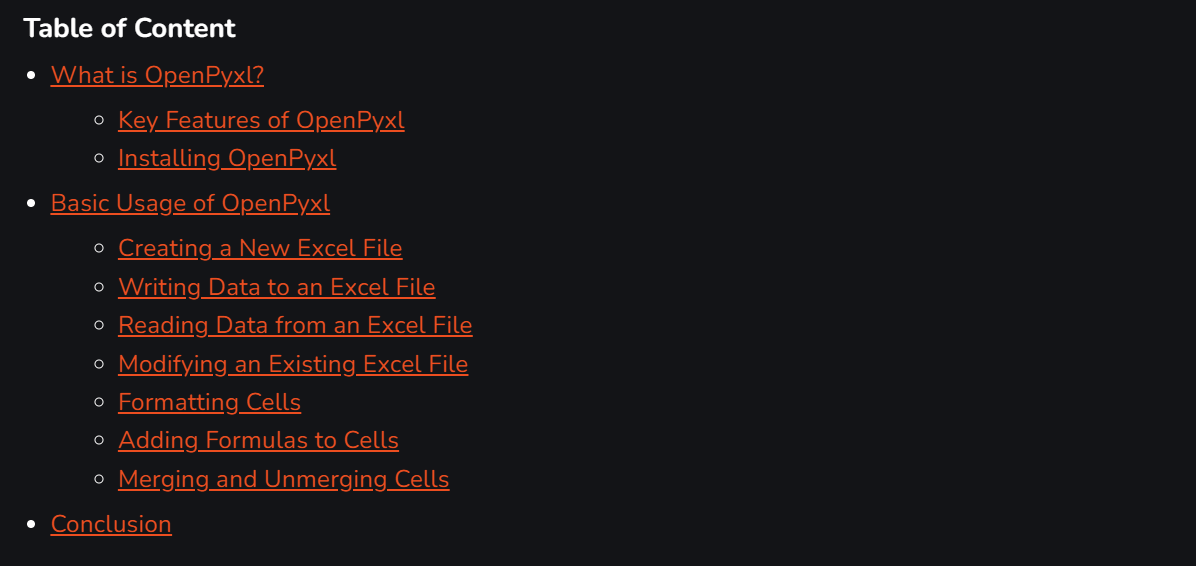 Table of Content
What is OpenPyxl?
Key Features of OpenPyxl
Installing OpenPyxl
Basic Usage of OpenPyxl
Creating a New Excel File
Writing Data to an Excel File
Reading Data from an Excel File
Modifying an Existing Excel File
Formatting Cells
Adding Formulas to Cells
Merging and Unmerging Cells
Conclusion